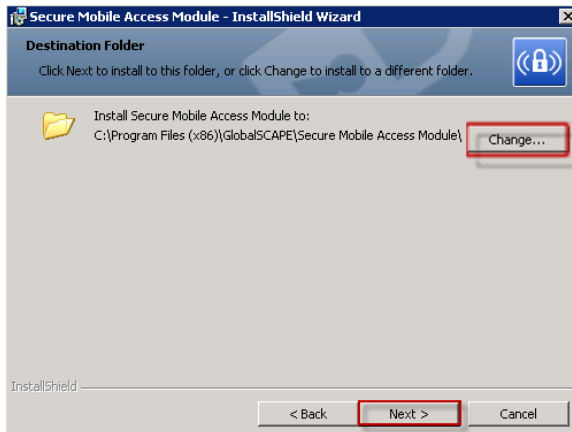 Secure Mobile Access Module - InstallShield Wizard
Destination Folder
Click Next to install to this folder, or click Change to install to a different folder.
Install Secure Mobile Access Module to:
C:\Program Files (x86)\GlobalSCAPE\Secure Mobile Access Module\
Change...
InstallShield
< Back
Next >
Cancel